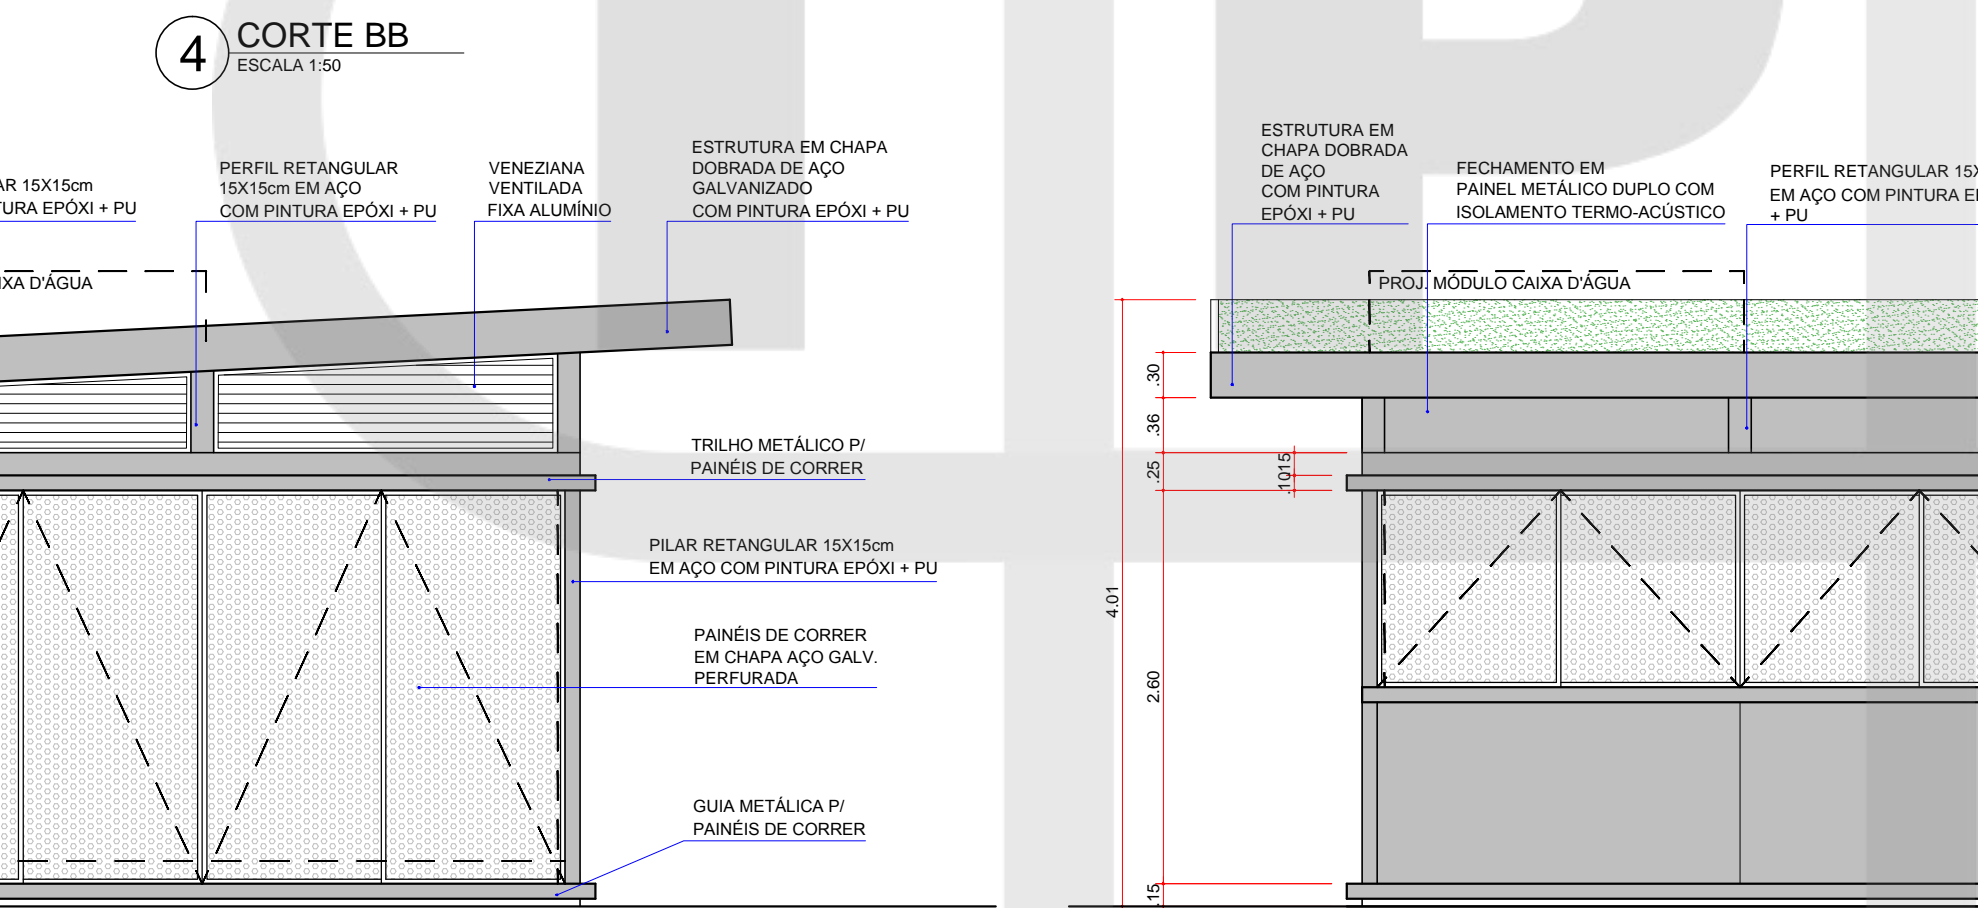 4
CORTE BB
ESCALA 1:50
AR 15X15cm
TURA EPÓXI + PU
PERFIL RETANGULAR
15X15cm EM AÇO
COM PINTURA EPÓXI + PU
VENEZIANA
VENTILADA
FIXA ALUMÍNIO
ESTRUTURA EM CHAPA
DOBRADA DE AÇO
GALVANIZADO
COM PINTURA EPÓXI + PU
IXA D'ÁGUA
TRILHO METÁLICO P/
PAINÉIS DE CORRER
PILAR RETANGULAR 15X15cm
EM AÇO COM PINTURA EPÓXI + PU
PAINÉIS DE CORRER
EM CHAPA AÇO GALV.
PERFURADA
GUIA METÁLICA P/
PAINÉIS DE CORRER
ESTRUTURA EM
CHAPA DOBRADA
DE AÇO
COM PINTURA
EPÓXI + PU
FECHAMENTO EM
PAINEL METÁLICO DUPLO COM
ISOLAMENTO TERMO-ACÚSTICO
PERFIL RETANGULAR 15X
EM AÇO COM PINTURA E
+ PU
PROJ. MÓDULO CAIXA D'ÁGUA
.30
.36
.25
.15
.10
4.01
2.60
.15